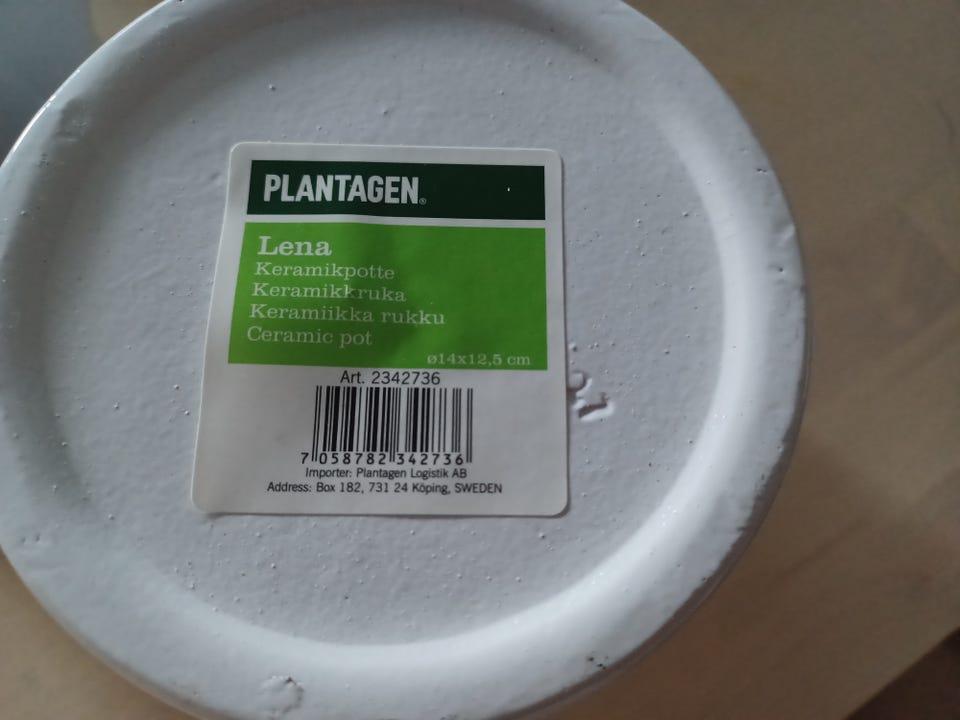 PLANTAGEN®
Lena
Keramikpotte
Keramikkruka
Keramiikka rukku
Ceramic pot
ø14x12,5 cm
Art. 2342736
7 058782 342736
Importer: Plantagen Logistik AB
Address: Box 182, 731 24 Köping, SWEDEN